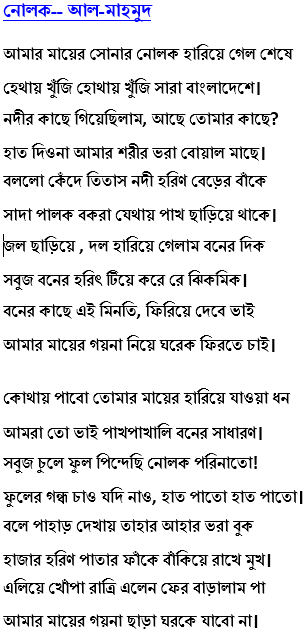 নোলক-- আল-মাহমুদ
আমার মায়ের সোনার নোলক হারিয়ে গেল শেষে
হেথায় খুঁজি হোথায় খুঁজি সারা বাংলাদেশে।
নদীর কাছে গিয়েছিলাম, আছে তোমার কাছে?
হাত দিওনা আমার শরীর ভরা বোয়াল মাছে।
বললো কেঁদে তিতাস নদী হরিণ বেড়ের বাঁকে
সাদা পালক বকরা যেথায় পাখ ছাড়িয়ে থাকে।
জল ছাড়িয়ে , দল হারিয়ে গেলাম বনের দিক
সবুজ বনের হরিৎ টিয়ে করে রে ঝিকমিক।
বনের কাছে এই মিনতি, ফিরিয়ে দেবে ভাই
আমার মায়ের গয়না নিয়ে ঘরেক ফিরতে চাই।
কোথায় পাবো তোমার মায়ের হারিয়ে যাওয়া ধন
আমরা তো ভাই পাখপাখালি বনের সাধারণ।
সবুজ চুলে ফুল পিন্দেছি নোলক পরিনাতো!
ফুলের গন্ধ চাও যদি নাও, হাত পাতো হাত পাতো।
বলে পাহাড় দেখায় তাহার আহার ভরা বুক
হাজার হরিণ পাতার ফাঁকে বাঁকিয়ে রাখে মুখ।
এলিয়ে খোঁপা রাত্রি এলেন ফের বাড়ালাম পা
আমার মায়ের গয়না ছাড়া ঘরকে যাবো না।